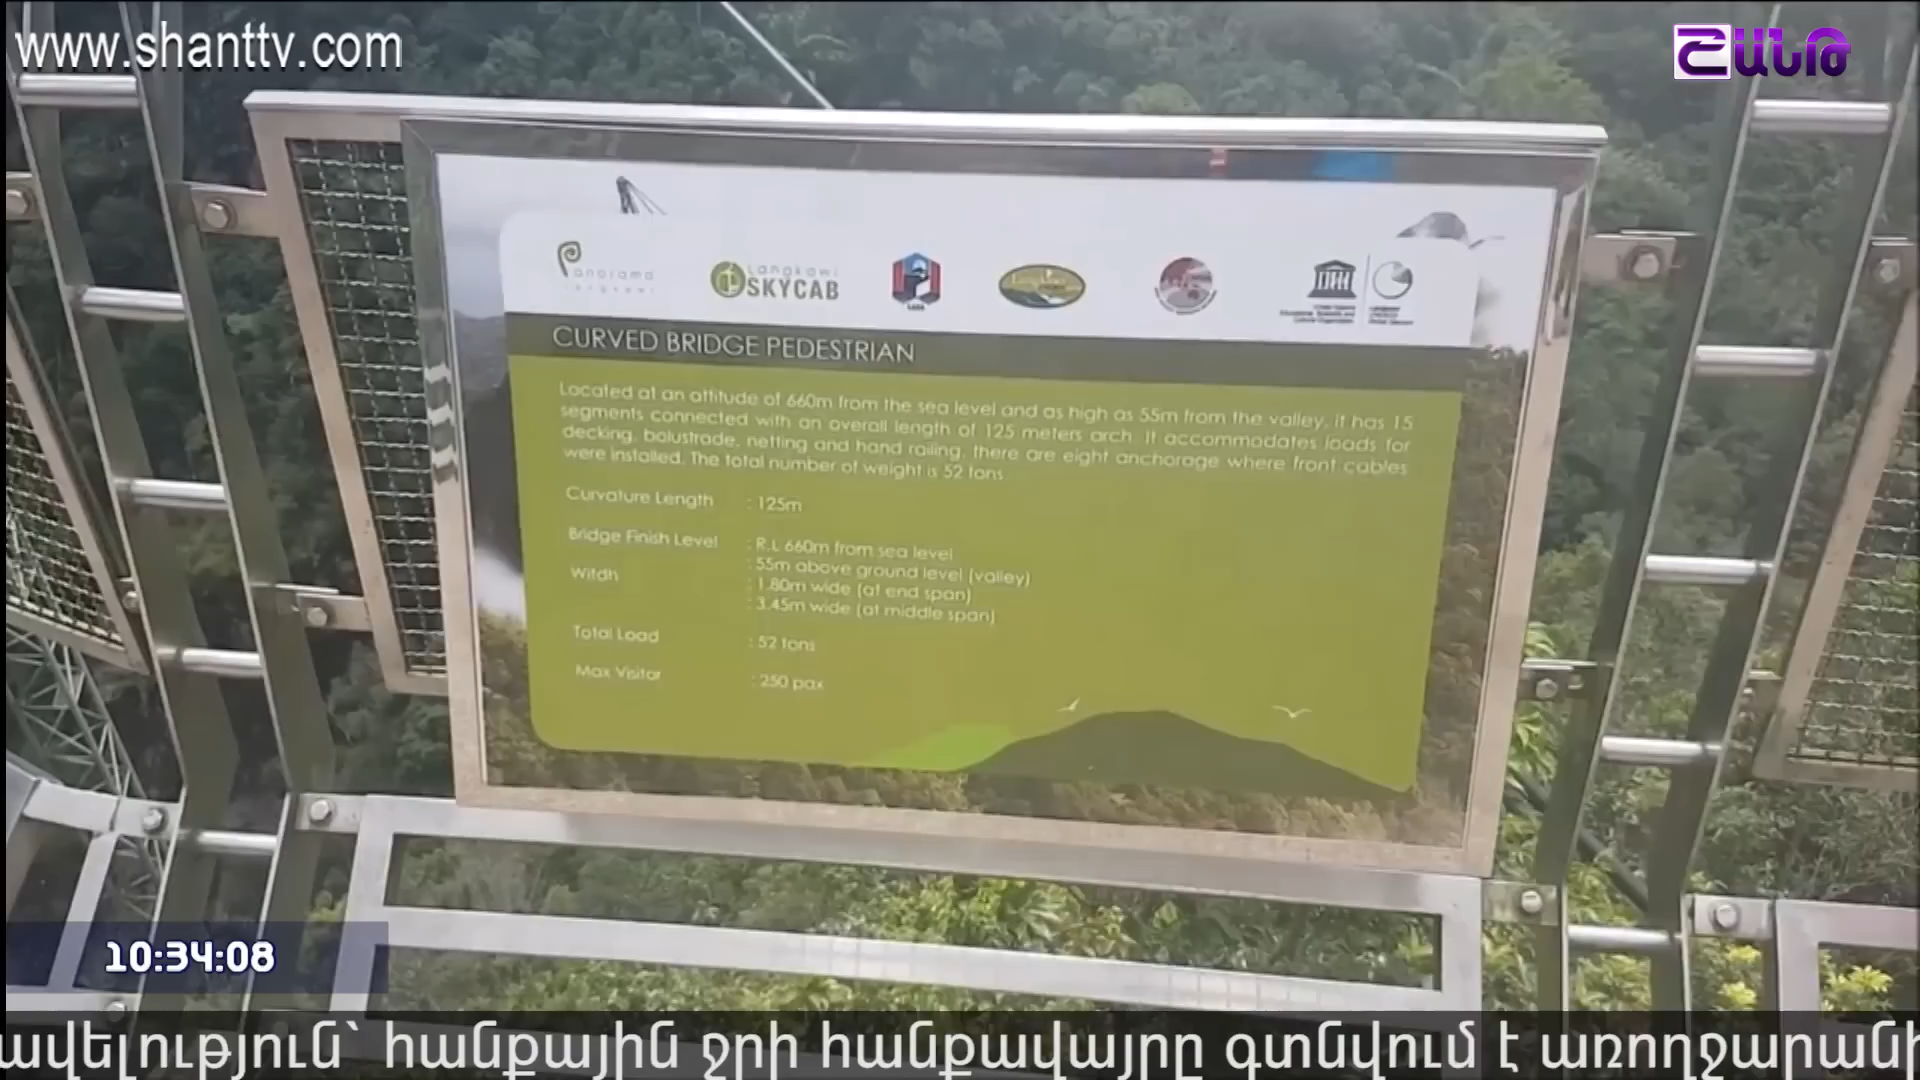 www.shanttv.com
ՇԱՆԹ
Panorama
Langkawi
Langkawi
SKYCAB
CURVED BRIDGE PEDESTRIAN
Located at an attitude of 660m from the sea level and as high as 55m from the valley, it has 15
segments connected with an overall length of 125 meters arch. It accommodates loads for
decking, balustrade, netting and hand railing, there are eight anchorage where front cables
were installed. The total number of weight is 52 tons.
Curvature Length : 125m
Bridge Finish Level : R.L 660m from sea level
: 55m above ground level (valley)
Witdh : 1.80m wide (at end span)
: 3.45m wide (at middle span)
Total Load : 52 tons
Max Visitor : 250 pax
10:34:08
ավելություն՝ հանքային ջրի հանքավայրը գտնվում է առողջարանի